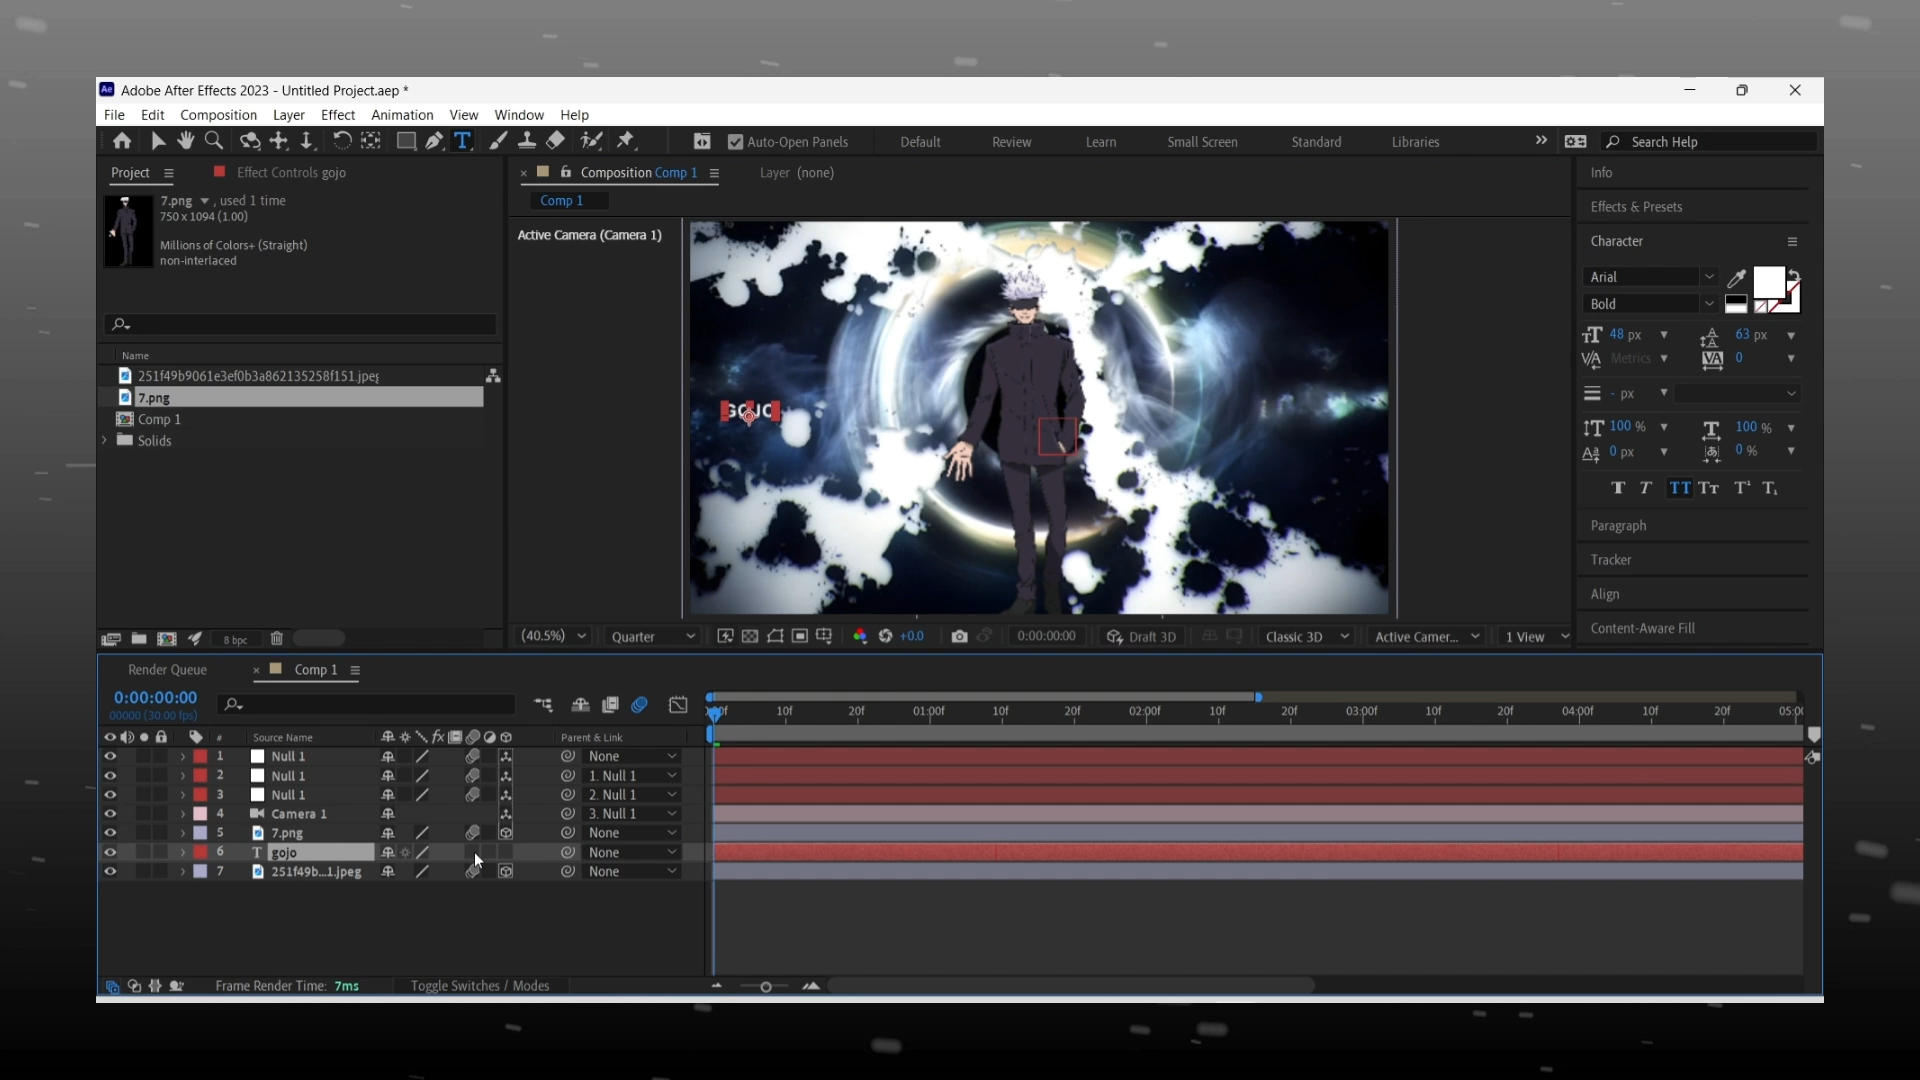 Adobe After Effects 2023 - Untitled Project.aep *
File Edit Composition Layer Effect Animation View Window Help
Auto-Open Panels Default Review Learn Small Screen Standard Libraries Search Help
Project Effect Controls gojo
7.png , used 1 time
750 x 1094 (1.00)
Millions of Colors+ (Straight)
non-interlaced
Name
251f49b9061e3ef0b3a862135258f151.jpeg
7.png
Comp 1
Solids
8 bpc
Composition Comp 1 Layer (none)
Comp 1
Active Camera (Camera 1)
GOJO
(40.5%) Quarter +0.0 0:00:00:00 Draft 3D Classic 3D Active Camer... 1 View
Info
Effects & Presets
Character
Arial
Bold
48 px 63 px
Metrics 0
- px
100 % 100 %
0 px 0 %
Paragraph
Tracker
Align
Content-Aware Fill
Render Queue Comp 1
0:00:00:00
00000 (30.00 fps)
10f 20f 01:00f 10f 20f 02:00f 10f 20f 03:00f 10f 20f 04:00f 10f 20f
# Source Name Parent & Link
1 Null 1 None
2 Null 1 1. Null 1
3 Null 1 2. Null 1
4 Camera 1 3. Null 1
5 7.png None
6 gojo None
7 251f49b...1.jpeg None
Frame Render Time: 7ms Toggle Switches / Modes